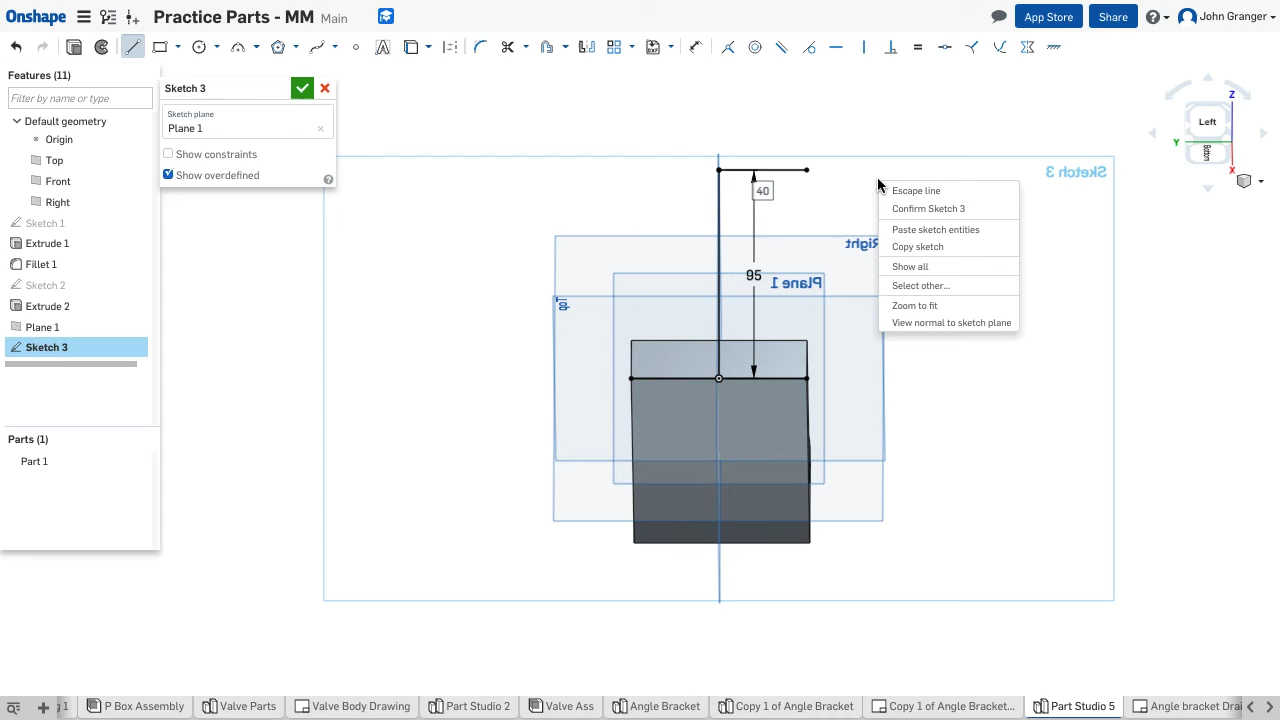 Onshape
Practice Parts - MM Main
App Store
Share
John Granger
Features (11)
Filter by name or type
Default geometry
Origin
Top
Front
Right
Sketch 1
Extrude 1
Fillet 1
Sketch 2
Extrude 2
Plane 1
Sketch 3
Parts (1)
Part 1
Sketch 3
Sketch plane
Plane 1
Show constraints
Show overdefined
40
95
Right
Plane 1
Sketch 3
Escape line
Confirm Sketch 3
Paste sketch entities
Copy sketch
Show all
Select other...
Zoom to fit
View normal to sketch plane
Z
Left
Y
X
P Box Assembly
Valve Parts
Valve Body Drawing
Part Studio 2
Valve Ass
Angle Bracket
Copy 1 of Angle Bracket
Copy 1 of Angle Bracket...
Part Studio 5
Angle bracket Dra